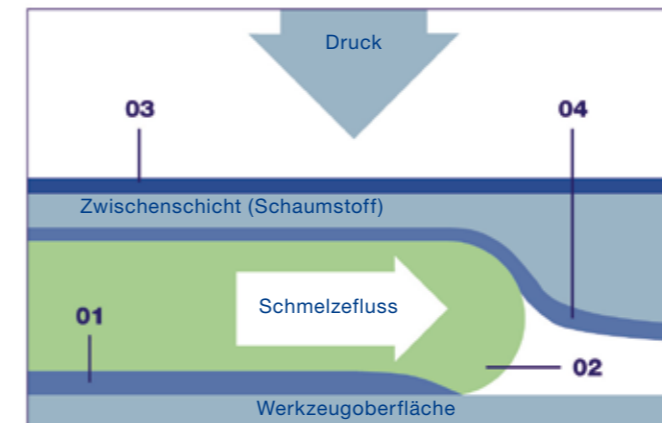 Druck
03
04
Zwischenschicht (Schaumstoff)
Schmelzefluss
01
02
Werkzeugoberfläche